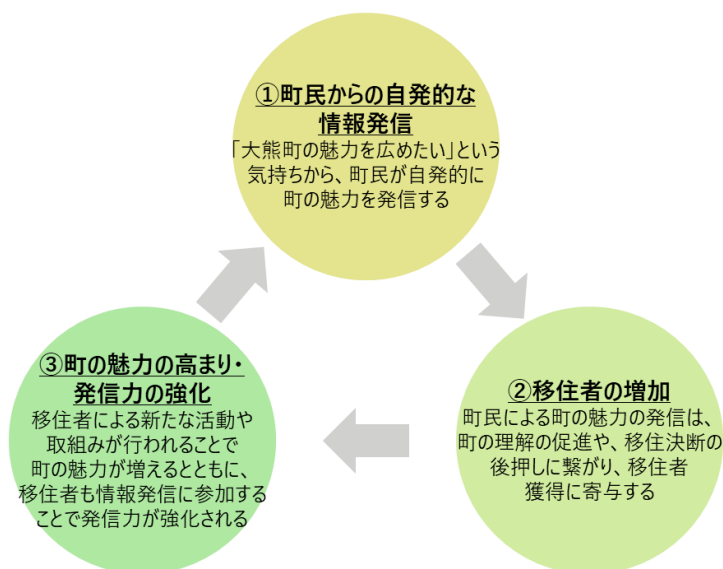 ①町民からの自発的な
情報発信
「大熊町の魅力を広めたい」という
気持ちから、町民が自発的に
町の魅力を発信する
②移住者の増加
町民による町の魅力の発信は、
町の理解の促進や、移住決断の
後押しに繋がり、移住者
獲得に寄与する
③町の魅力の高まり・
発信力の強化
移住者による新たな活動や
取組みが行われることで
町の魅力が増えるとともに、
移住者も情報発信に参加する
ことで発信力が強化される